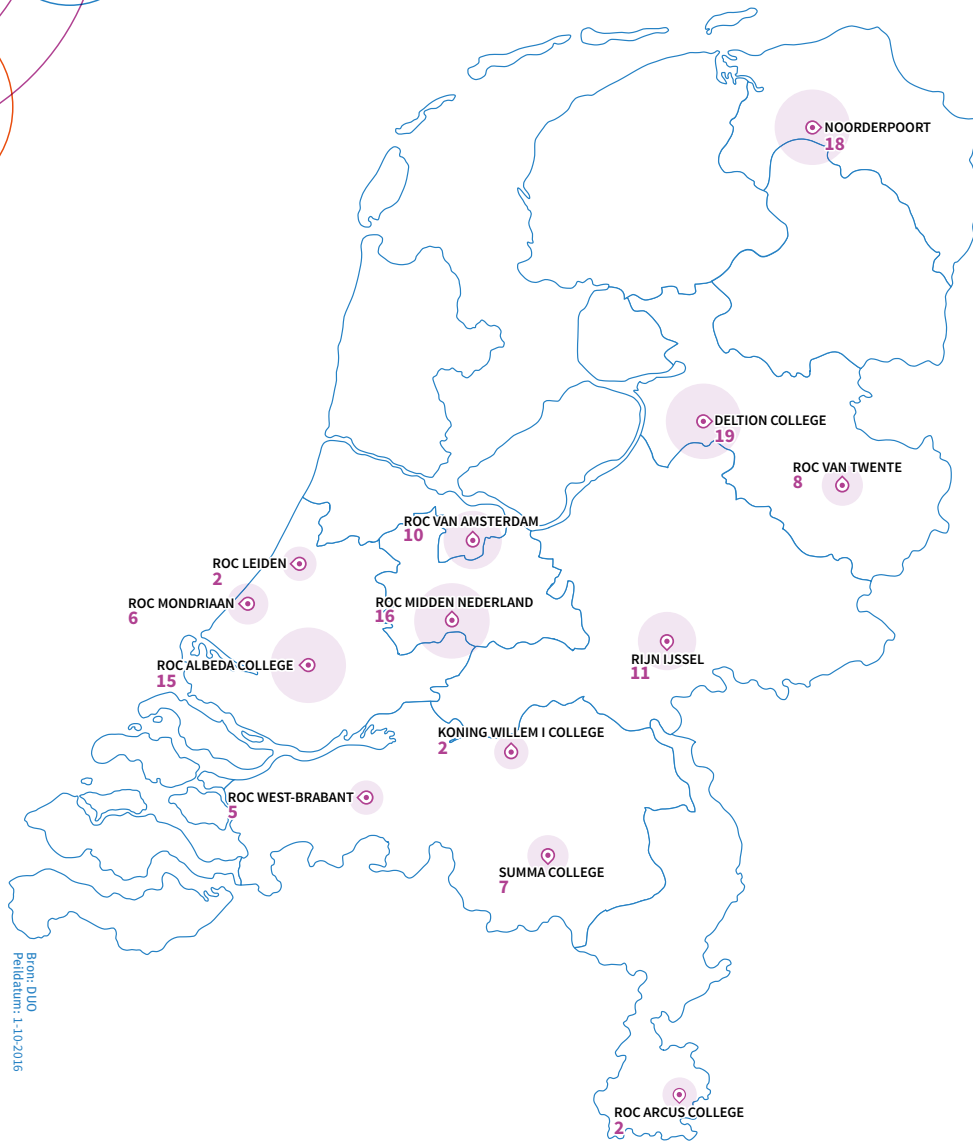 NOORDERPOORT
18
DELTION COLLEGE
19
ROC VAN TWENTE
8
ROC VAN AMSTERDAM
10
ROC LEIDEN
2
ROC MONDRIAAN
6
ROC MIDDEN NEDERLAND
16
ROC ALBEDA COLLEGE
15
RIJN IJSSEL
11
KONING WILLEM I COLLEGE
2
ROC WEST-BRABANT
5
SUMMA COLLEGE
7
ROC ARCUS COLLEGE
2
Bron: DUO
Peildatum: 1-10-2016